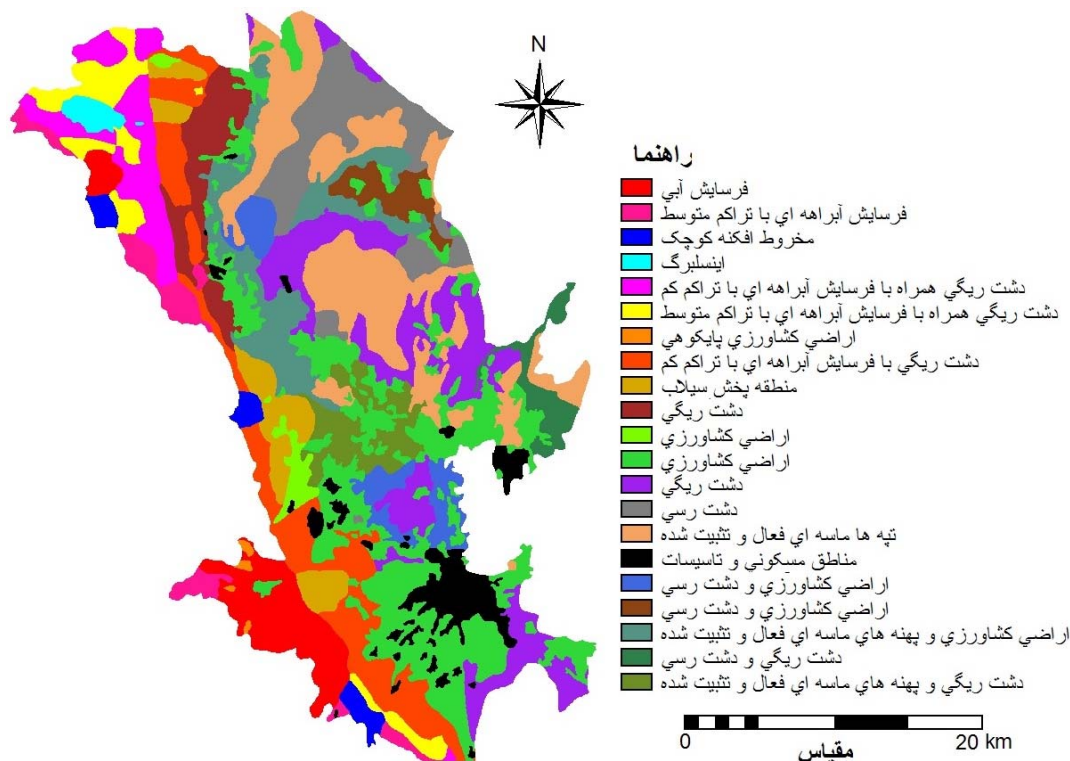 N
راهنما
فرسايش آبي
فرسايش آبراهه اي با تراكم متوسط
مخروط افكنه كوچک
اينسلبرگ
دشت ريگي همراه با فرسايش آبراهه اي با تراكم كم
دشت ريگي همراه با فرسايش آبراهه اي با تراكم متوسط
اراضي كشاورزي پايكوهي
دشت ريگي با فرسايش آبراهه اي با تراكم كم
منطقه پخش سيلاب
دشت ريگي
اراضي كشاورزي
اراضي كشاورزي
دشت ريگي
دشت رسي
تپه ها ماسه اي فعال و تثبيت شده
مناطق مسكوني و تاسيسات
اراضي كشاورزي و دشت رسي
اراضي كشاورزي و دشت رسي
اراضي كشاورزي و پهنه هاي ماسه اي فعال و تثبيت شده
دشت ريگي و دشت رسي
دشت ريگي و پهنه هاي ماسه اي فعال و تثبيت شده
0 20 km
مقياس